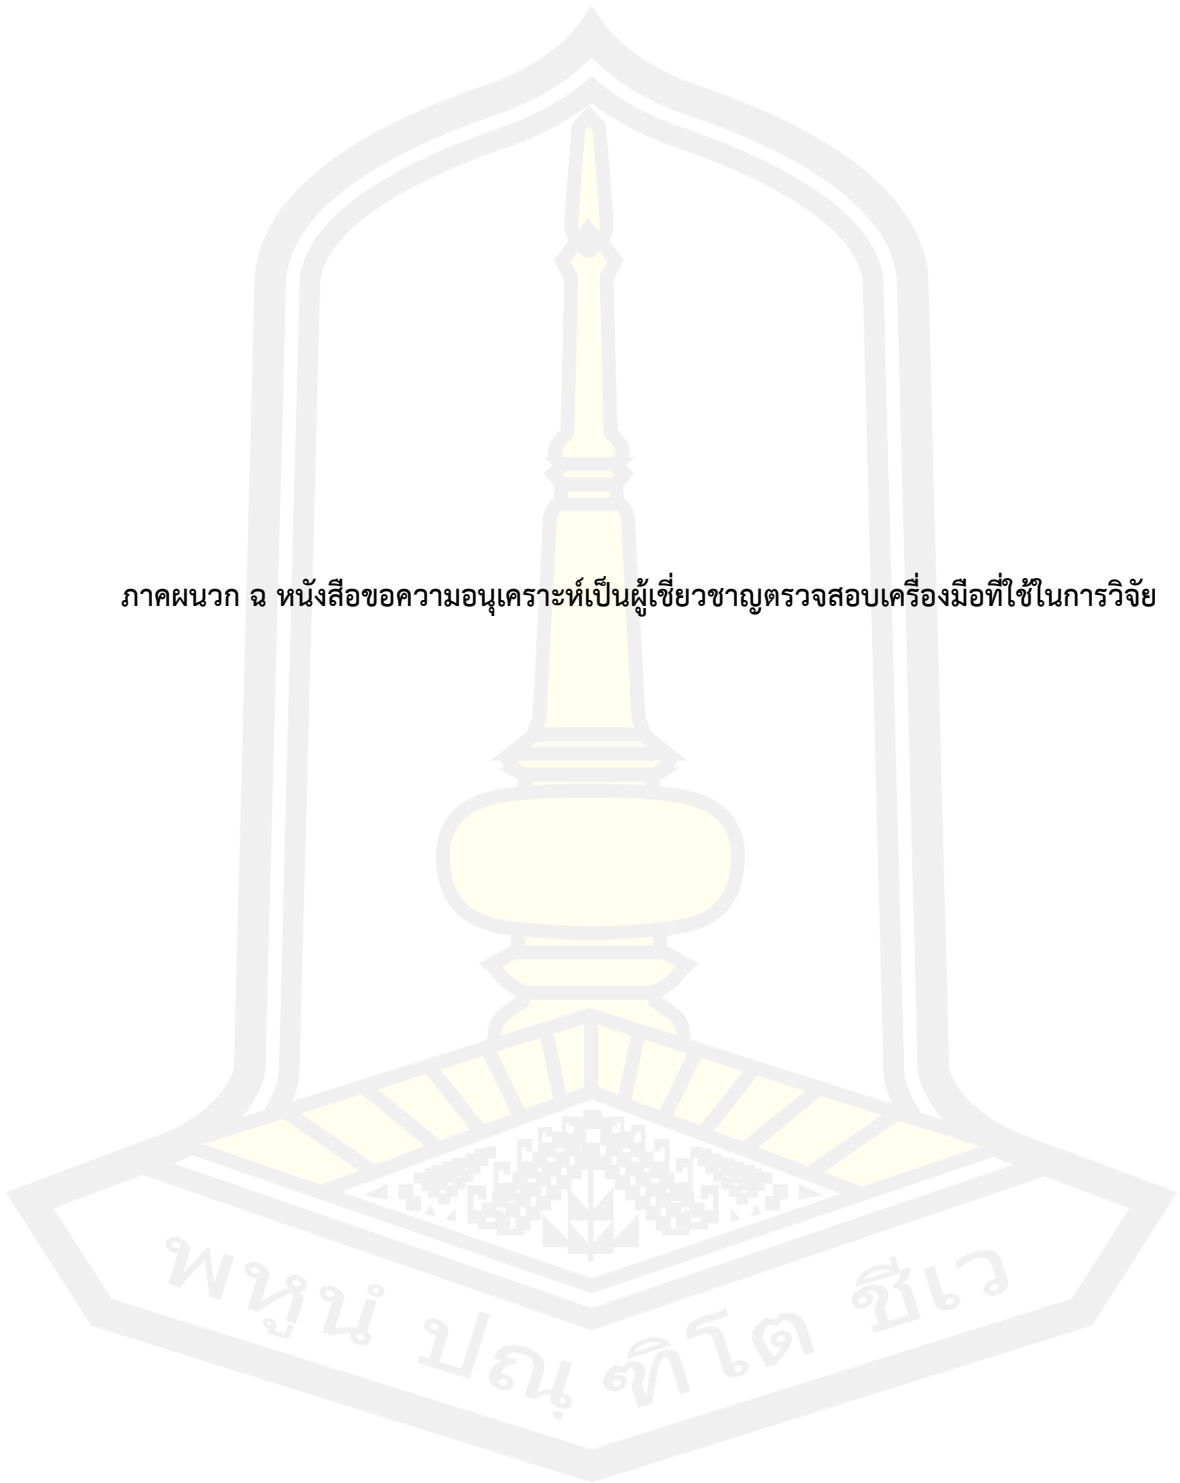 ภาคผนวก ฉ หนังสือขอความอนุเคราะห์เป็นผู้เชี่ยวชาญตรวจสอบเครื่องมือที่ใช้ในการวิจัย
พหูนํ ปณฺฑิโต ชีเว